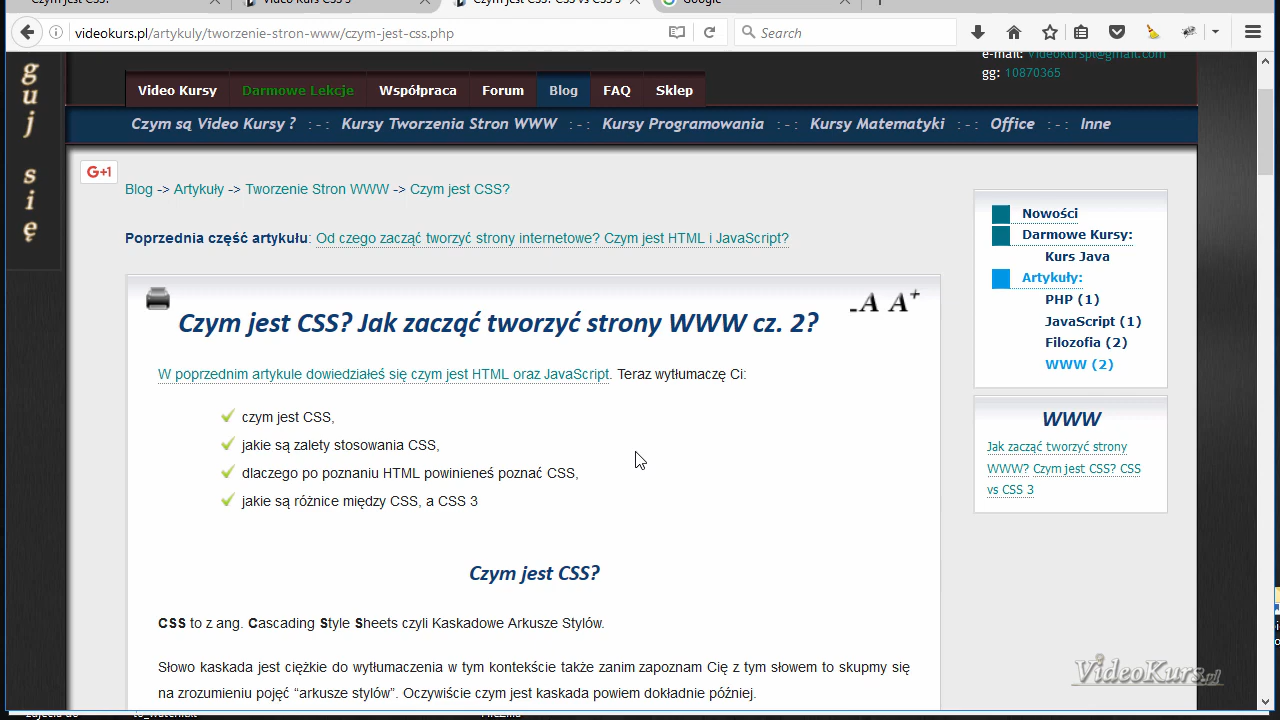 Czym jest CSS?
Video Kurs CSS 3
Czym jest CSS? CSS vs CSS 3
Google
videokurs.pl/artykuly/tworzenie-stron-www/czym-jest-css.php
Search
guj się
e-mail: videokurspl@gmail.com
gg: 10870365
Video Kursy Darmowe Lekcje Współpraca Forum Blog FAQ Sklep
Czym są Video Kursy ? :-: Kursy Tworzenia Stron WWW :-: Kursy Programowania :-: Kursy Matematyki :-: Office :-: Inne
G+1
Blog -> Artykuły -> Tworzenie Stron WWW -> Czym jest CSS?
Poprzednia część artykułu: Od czego zacząć tworzyć strony internetowe? Czym jest HTML i JavaScript?
-A A+
Czym jest CSS? Jak zacząć tworzyć strony WWW cz. 2?
W poprzednim artykule dowiedziałeś się czym jest HTML oraz JavaScript. Teraz wytłumaczę Ci:
czym jest CSS,
jakie są zalety stosowania CSS,
dlaczego po poznaniu HTML powinieneś poznać CSS,
jakie są różnice między CSS, a CSS 3
Czym jest CSS?
CSS to z ang. Cascading Style Sheets czyli Kaskadowe Arkusze Stylów.
Słowo kaskada jest ciężkie do wytłumaczenia w tym kontekście także zanim zapoznam Cię z tym słowem to skupmy się
na zrozumieniu pojęć “arkusze stylów”. Oczywiście czym jest kaskada powiem dokładnie później.
Nowości
Darmowe Kursy:
Kurs Java
Artykuły:
PHP (1)
JavaScript (1)
Filozofia (2)
WWW (2)
WWW
Jak zacząć tworzyć strony
WWW? Czym jest CSS? CSS
vs CSS 3
VideoKurs.pl